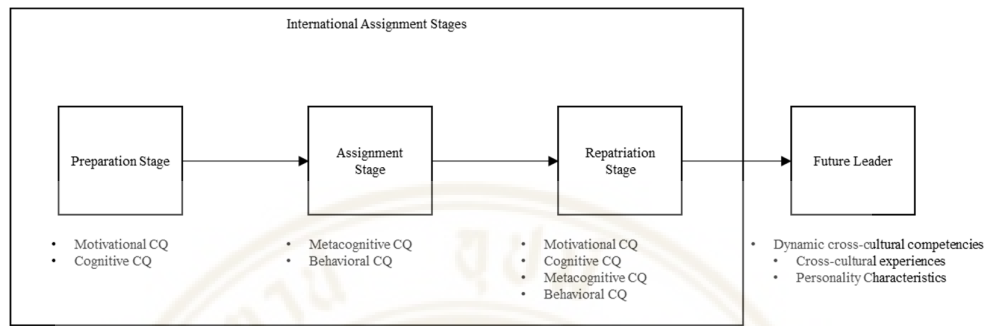 International Assignment Stages
Preparation Stage
Assignment
Stage
Repatriation
Stage
Future Leader
• Motivational CQ
• Cognitive CQ
• Metacognitive CQ
• Behavioral CQ
• Motivational CQ
• Cognitive CQ
• Metacognitive CQ
• Behavioral CQ
• Dynamic cross-cultural competencies
• Cross-cultural experiences
• Personality Characteristics